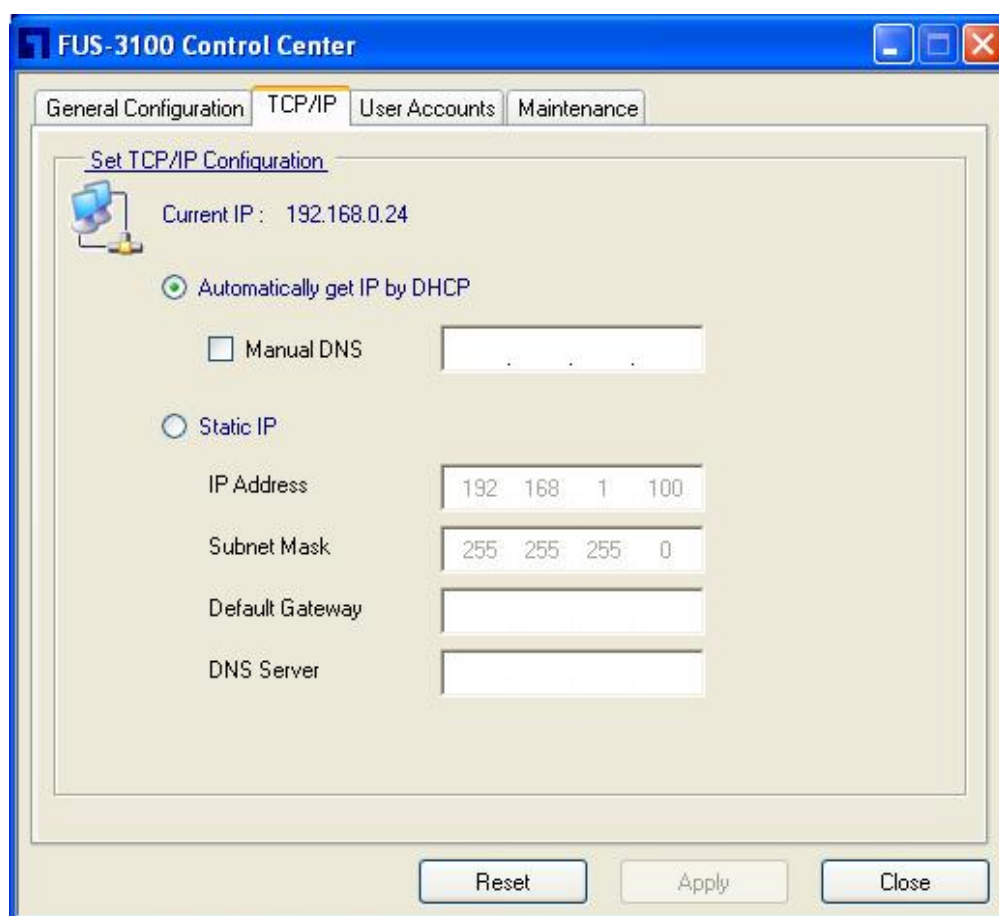 FUS-3100 Control Center
General Configuration TCP/IP User Accounts Maintenance
Set TCP/IP Configuration
Current IP : 192.168.0.24
Automatically get IP by DHCP
Manual DNS . . .
Static IP
IP Address 192 168 1 100
Subnet Mask 255 255 255 0
Default Gateway
DNS Server
Reset Apply Close